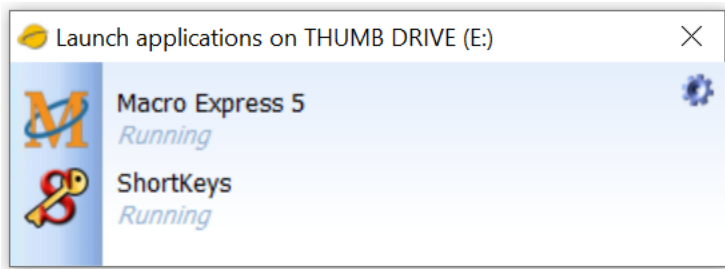 Launch applications on THUMB DRIVE (E:)
Macro Express 5
Running
ShortKeys
Running